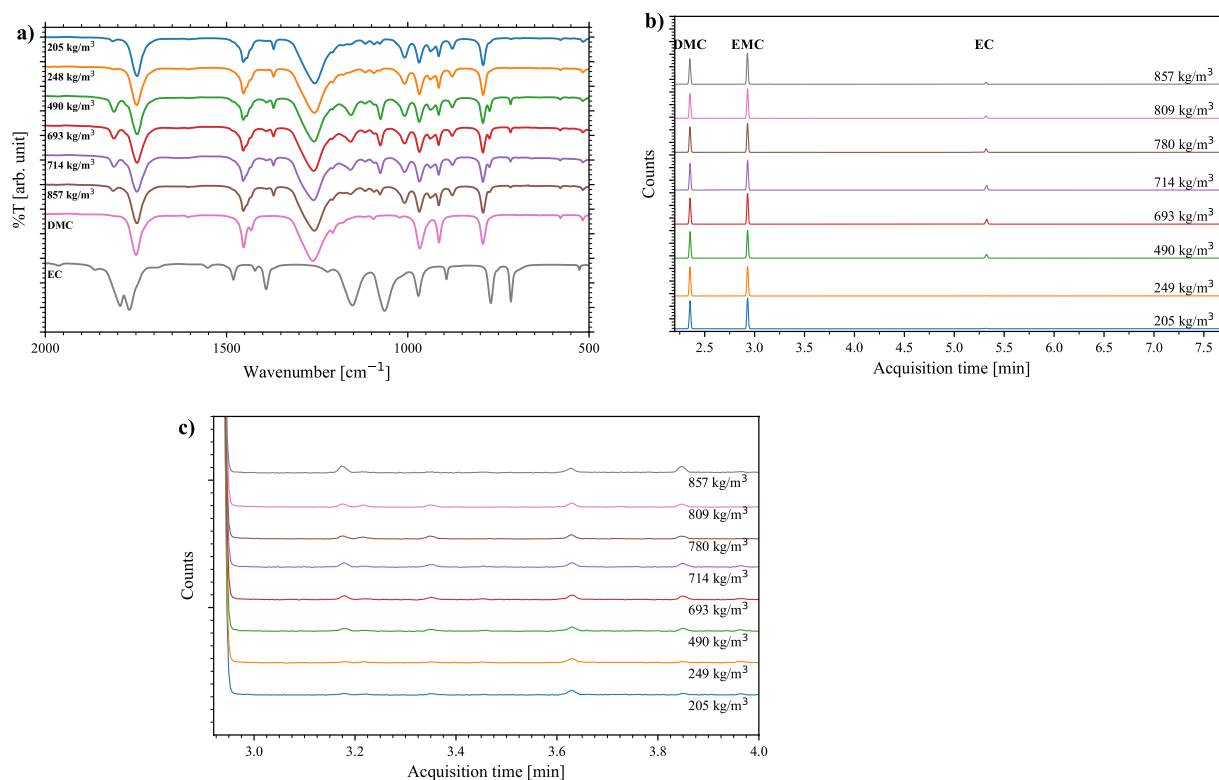 a)
205 kg/m³
248 kg/m³
490 kg/m³
693 kg/m³
714 kg/m³
857 kg/m³
DMC
EC
%T [arb. unit]
2000 1500 1000 500
Wavenumber [cm⁻¹]
b)
DMC EMC EC
857 kg/m³
809 kg/m³
780 kg/m³
714 kg/m³
693 kg/m³
490 kg/m³
249 kg/m³
205 kg/m³
Counts
2.5 3.0 3.5 4.0 4.5 5.0 5.5 6.0 6.5 7.0 7.5
Acquisition time [min]
c)
857 kg/m³
809 kg/m³
780 kg/m³
714 kg/m³
693 kg/m³
490 kg/m³
249 kg/m³
205 kg/m³
Counts
3.0 3.2 3.4 3.6 3.8 4.0
Acquisition time [min]